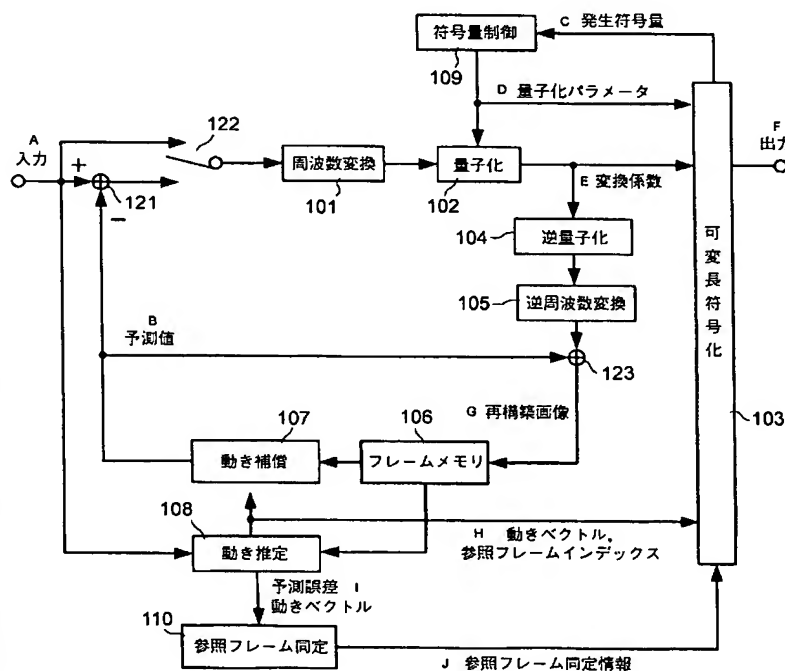 C 発生符号量
符号量制御
109
D 量子化パラメータ
F
出力
A
入力
122
+
121
−
周波数変換
101
量子化
102
E 変換係数
104
逆量子化
105
逆周波数変換
可変長符号化
B
予測値
123
G 再構築画像
103
107
動き補償
106
フレームメモリ
108
動き推定
H 動きベクトル,
参照フレームインデックス
予測誤差 I
動きベクトル
110
参照フレーム同定
J 参照フレーム同定情報